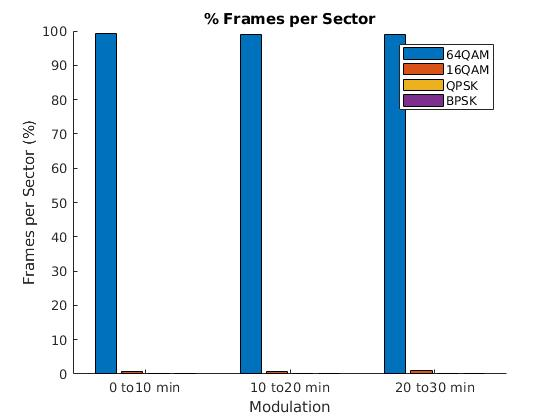 % Frames per Sector
Frames per Sector (%)
100
90
80
70
60
50
40
30
20
10
0
64QAM
16QAM
QPSK
BPSK
0 to10 min
10 to20 min
20 to30 min
Modulation